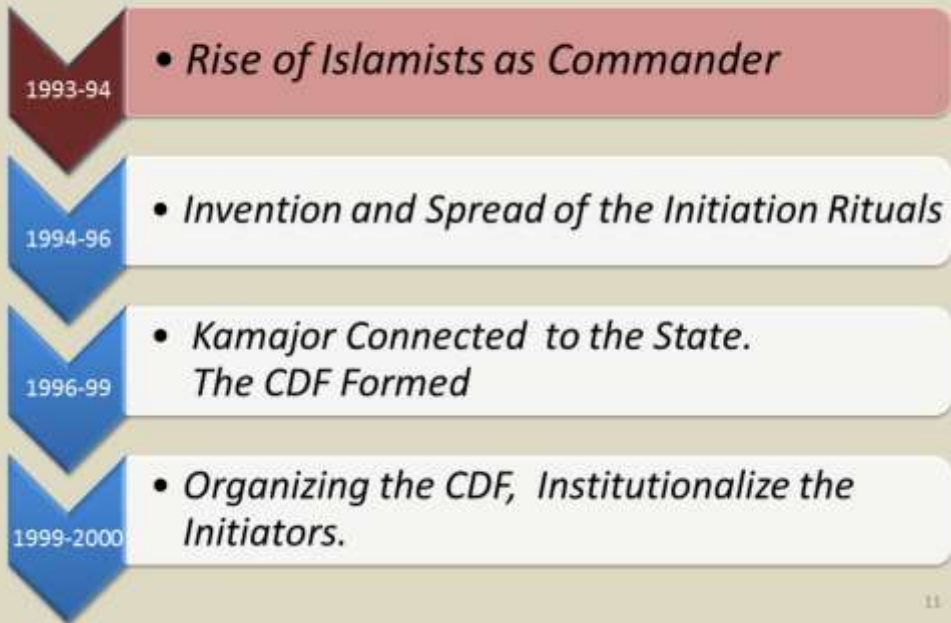 1993-94
• Rise of Islamists as Commander
1994-96
• Invention and Spread of the Initiation Rituals
1996-99
• Kamajor Connected to the State.
The CDF Formed
1999-2000
• Organizing the CDF, Institutionalize the
Initiators.
11